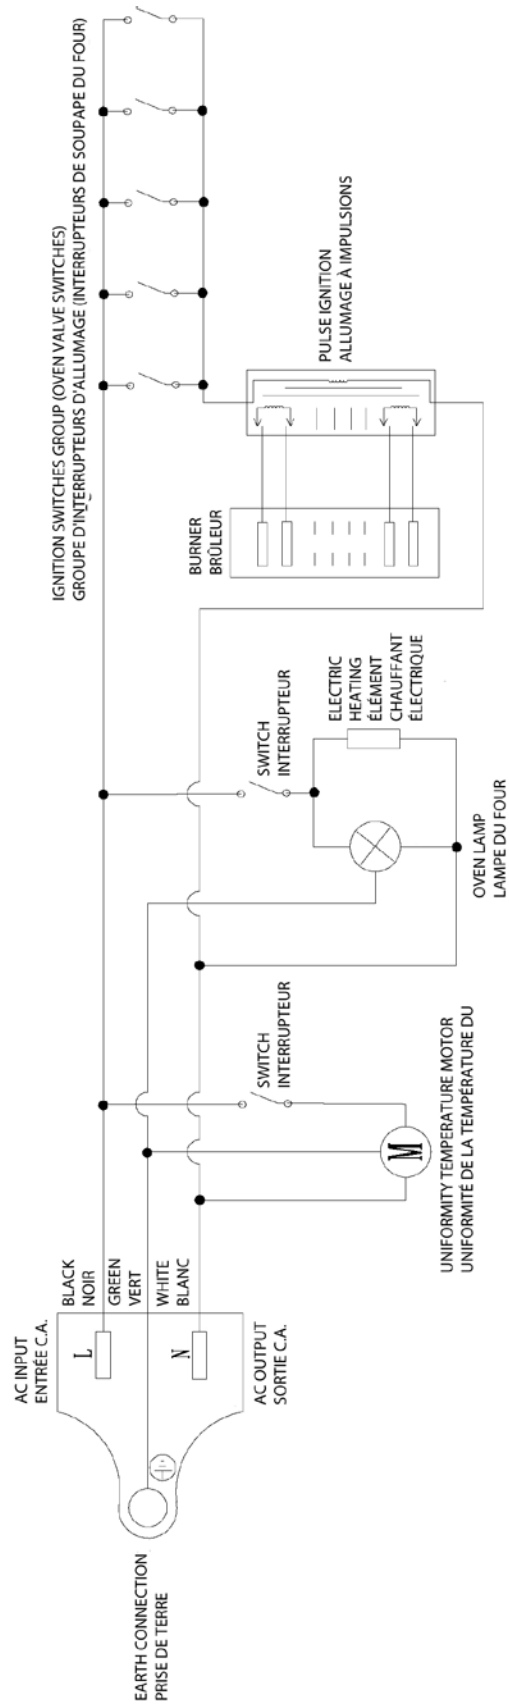 AC INPUT
ENTRÉE C.A.
L
BLACK
NOIR
GREEN
VERT
WHITE
BLANC
N
AC OUTPUT
SORTIE C.A.
EARTH CONNECTION
PRISE DE TERRE
SWITCH
INTERRUPTEUR
M
UNIFORMITY TEMPERATURE MOTOR
UNIFORMITÉ DE LA TEMPÉRATURE DU
SWITCH
INTERRUPTEUR
ELECTRIC
HEATING
ÉLÉMENT
CHAUFFANT
ÉLECTRIQUE
OVEN LAMP
LAMPE DU FOUR
IGNITION SWITCHES GROUP (OVEN VALVE SWITCHES)
GROUPE D'INTERRUPTEURS D'ALLUMAGE (INTERRUPTEURS DE SOUPAPE DU FOUR)
BURNER
BRÛLEUR
PULSE IGNITION
ALLUMAGE À IMPULSIONS